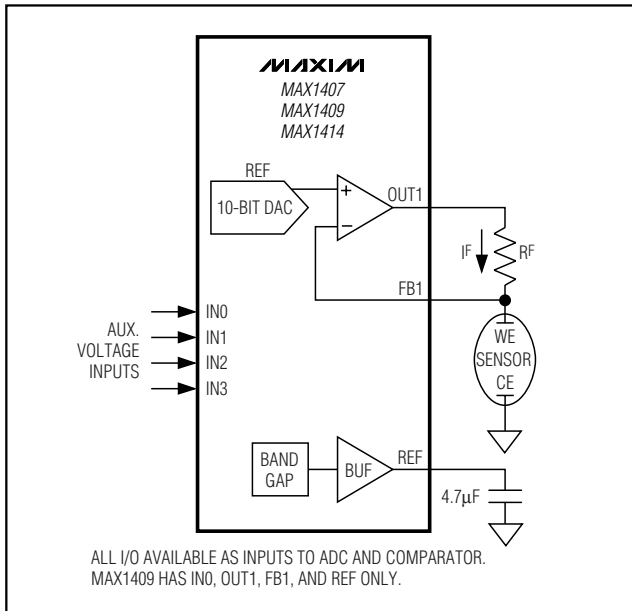 MAXIM
MAX1407
MAX1409
MAX1414
REF
10-BIT DAC
+
−
OUT1
IF
RF
FB1
AUX.
VOLTAGE
INPUTS
IN0
IN1
IN2
IN3
WE
SENSOR
CE
BAND
GAP
BUF
REF
4.7µF
ALL I/O AVAILABLE AS INPUTS TO ADC AND COMPARATOR.
MAX1409 HAS IN0, OUT1, FB1, AND REF ONLY.